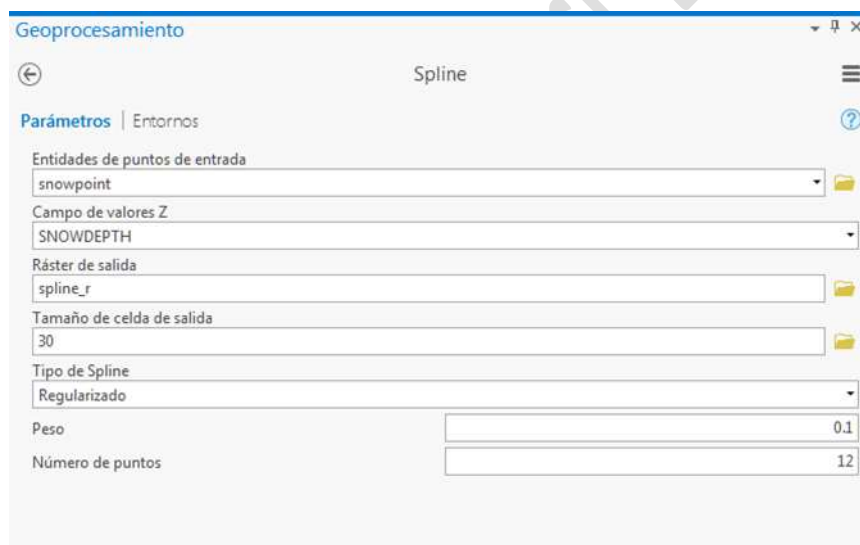 Geoprocesamiento
Spline
Parámetros | Entornos
Entidades de puntos de entrada
snowpoint
Campo de valores Z
SNOWDEPTH
Ráster de salida
spline_r
Tamaño de celda de salida
30
Tipo de Spline
Regularizado
Peso 0.1
Número de puntos 12